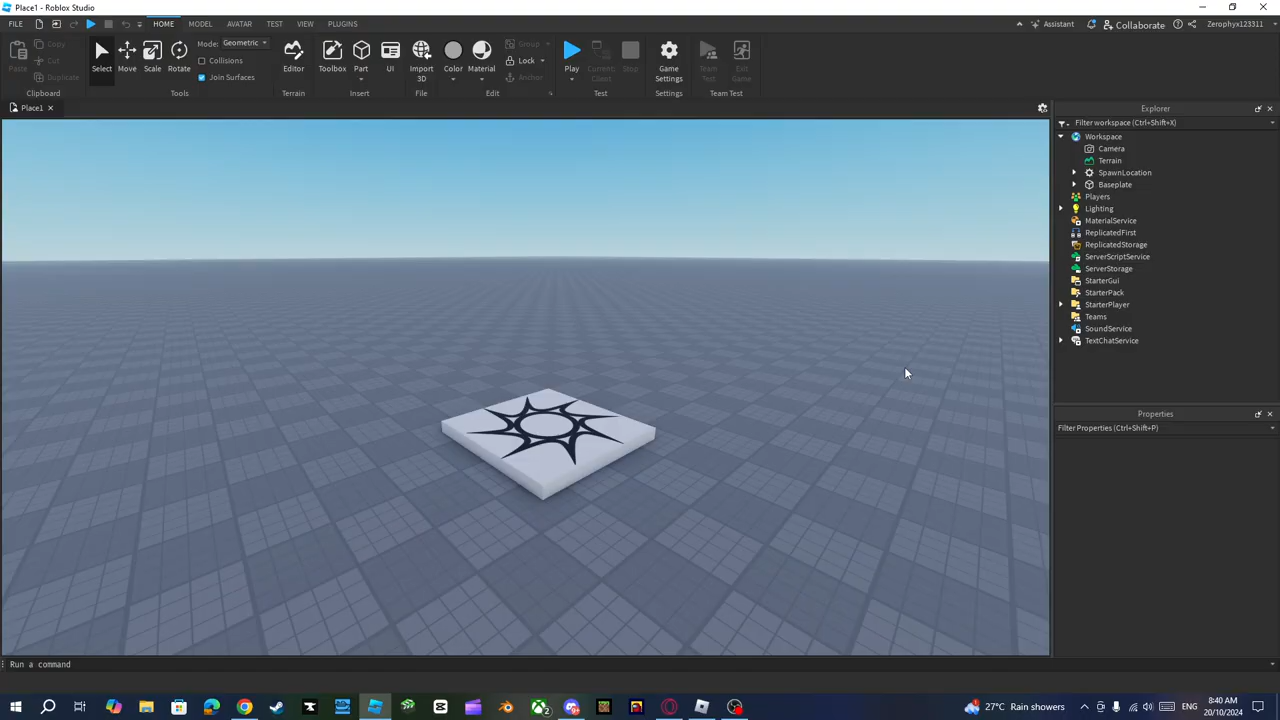 Place1 - Roblox Studio
FILE HOME MODEL AVATAR TEST VIEW PLUGINS Assistant Collaborate Zerophyx123311
Paste Copy Cut Duplicate
Select Move Scale Rotate
Mode: Geometric
Collisions
Join Surfaces
Editor
Toolbox Part UI
Import 3D
Color Material
Group
Lock
Anchor
Play Current: Client Stop
Game Settings
Team Test Exit Game
Clipboard Tools Terrain Insert File Edit Test Settings Team Test
Place1
Explorer
Filter workspace (Ctrl+Shift+X)
Workspace
Camera
Terrain
SpawnLocation
Baseplate
Players
Lighting
MaterialService
ReplicatedFirst
ReplicatedStorage
ServerScriptService
ServerStorage
StarterGui
StarterPack
StarterPlayer
Teams
SoundService
TextChatService
Properties
Filter Properties (Ctrl+Shift+P)
Run a command
27°C Rain showers ENG 8:40 AM
20/10/2024